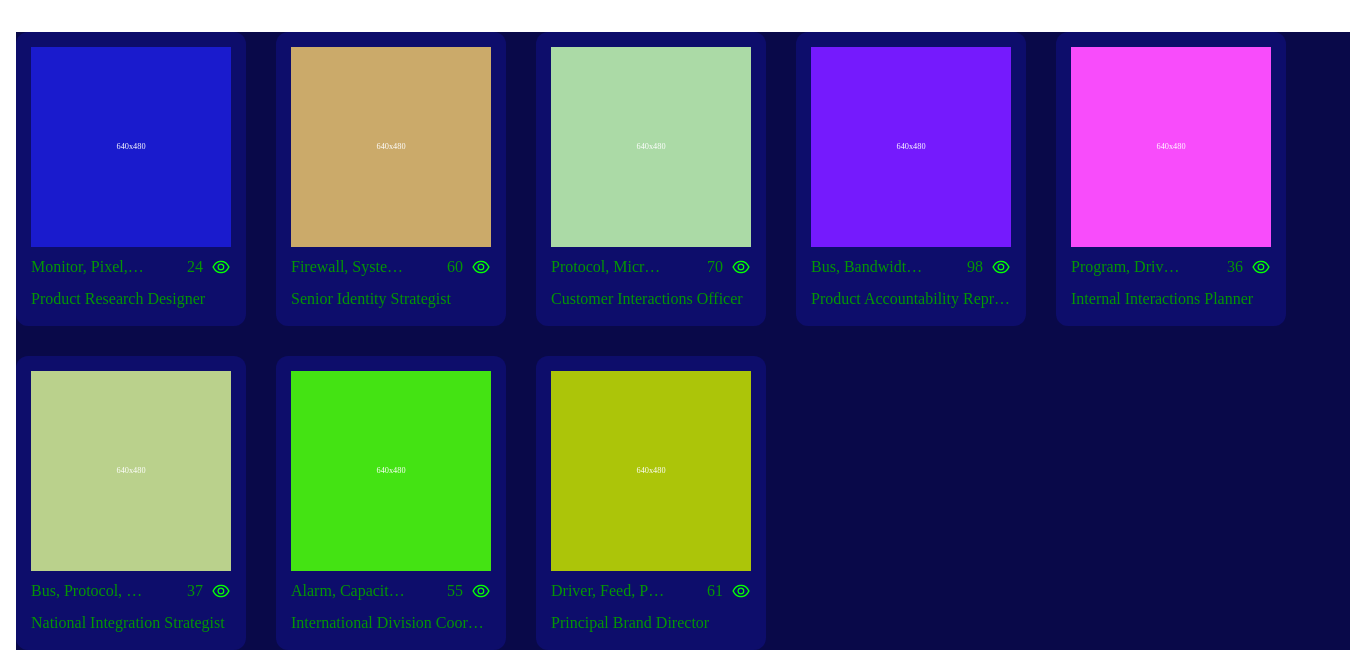 640x480 640x480 640x480 640x480 640x480
Monitor, Pixel,… 24 Firewall, Syste… 60 Protocol, Micr… 70 Bus, Bandwidt… 98 Program, Driv… 36
Product Research Designer Senior Identity Strategist Customer Interactions Officer Product Accountability Repr… Internal Interactions Planner
640x480 640x480 640x480
Bus, Protocol, … 37 Alarm, Capacit… 55 Driver, Feed, P… 61
National Integration Strategist International Division Coor… Principal Brand Director